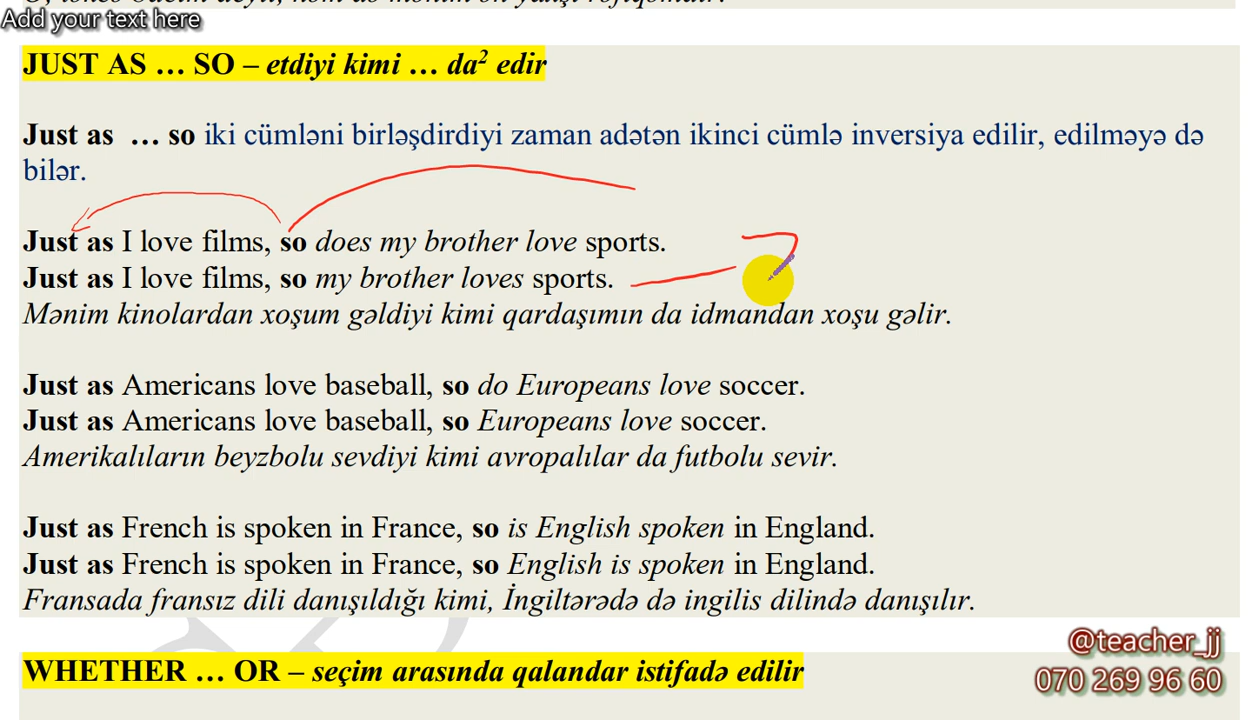 Add your text here
JUST AS … SO – etdiyi kimi … da² edir
Just as … so iki cümləni birləşdirdiyi zaman adətən ikinci cümlə inversiya edilir, edilməyə də
bilər.
Just as I love films, so does my brother love sports.
Just as I love films, so my brother loves sports.
Mənim kinolardan xoşum gəldiyi kimi qardaşımın da idmandan xoşu gəlir.
Just as Americans love baseball, so do Europeans love soccer.
Just as Americans love baseball, so Europeans love soccer.
Amerikalıların beyzbolu sevdiyi kimi avropalılar da futbolu sevir.
Just as French is spoken in France, so is English spoken in England.
Just as French is spoken in France, so English is spoken in England.
Fransada fransız dili danışıldığı kimi, İngiltərədə də ingilis dilində danışılır.
WHETHER … OR – seçim arasında qalandar istifadə edilir
@teacher_jj
070 269 96 60